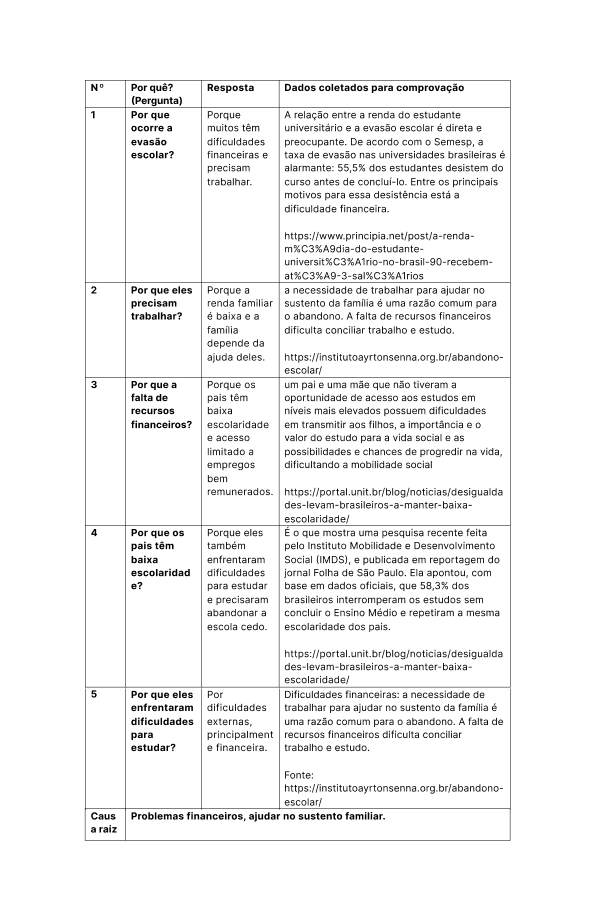 Nº
Por quê?
(Pergunta)
Resposta
Dados coletados para comprovação
1
Por que
ocorre a
evasão
escolar?
Porque
muitos têm
dificuldades
financeiras e
precisam
trabalhar.
A relação entre a renda do estudante
universitário e a evasão escolar é direta e
preocupante. De acordo com o Semesp, a
taxa de evasão nas universidades brasileiras é
alarmante: 55,5% dos estudantes desistem do
curso antes de concluí-lo. Entre os principais
motivos para essa desistência está a
dificuldade financeira.
https://www.principia.net/post/a-renda-
m%C3%A9dia-do-estudante-
universit%C3%A1rio-no-brasil-90-recebem-
at%C3%A9-3-sal%C3%A1rios
2
Por que eles
precisam
trabalhar?
Porque a
renda familiar
é baixa e a
família
depende da
ajuda deles.
a necessidade de trabalhar para ajudar no
sustento da família é uma razão comum para
o abandono. A falta de recursos financeiros
dificulta conciliar trabalho e estudo.
https://institutoayrtonsenna.org.br/abandono-
escolar/
3
Por que a
falta de
recursos
financeiros?
Porque os
pais têm
baixa
escolaridade
e acesso
limitado a
empregos
bem
remunerados.
um pai e uma mãe que não tiveram a
oportunidade de acesso aos estudos em
níveis mais elevados possuem dificuldades
em transmitir aos filhos, a importância e o
valor do estudo para a vida social e as
possibilidades e chances de progredir na vida,
dificultando a mobilidade social
https://portal.unit.br/blog/noticias/desigualda
des-levam-brasileiros-a-manter-baixa-
escolaridade/
4
Por que os
pais têm
baixa
escolaridad
e?
Porque eles
também
enfrentaram
dificuldades
para estudar
e precisaram
abandonar a
escola cedo.
É o que mostra uma pesquisa recente feita
pelo Instituto Mobilidade e Desenvolvimento
Social (IMDS), e publicada em reportagem do
jornal Folha de São Paulo. Ela apontou, com
base em dados oficiais, que 58,3% dos
brasileiros interromperam os estudos sem
concluir o Ensino Médio e repetiram a mesma
escolaridade dos pais.
https://portal.unit.br/blog/noticias/desigualda
des-levam-brasileiros-a-manter-baixa-
escolaridade/
5
Por que eles
enfrentaram
dificuldades
para
estudar?
Por
dificuldades
externas,
principalment
e financeira.
Dificuldades financeiras: a necessidade de
trabalhar para ajudar no sustento da família é
uma razão comum para o abandono. A falta de
recursos financeiros dificulta conciliar
trabalho e estudo.
Fonte:
https://institutoayrtonsenna.org.br/abandono-
escolar/
Caus
a raiz
Problemas financeiros, ajudar no sustento familiar.